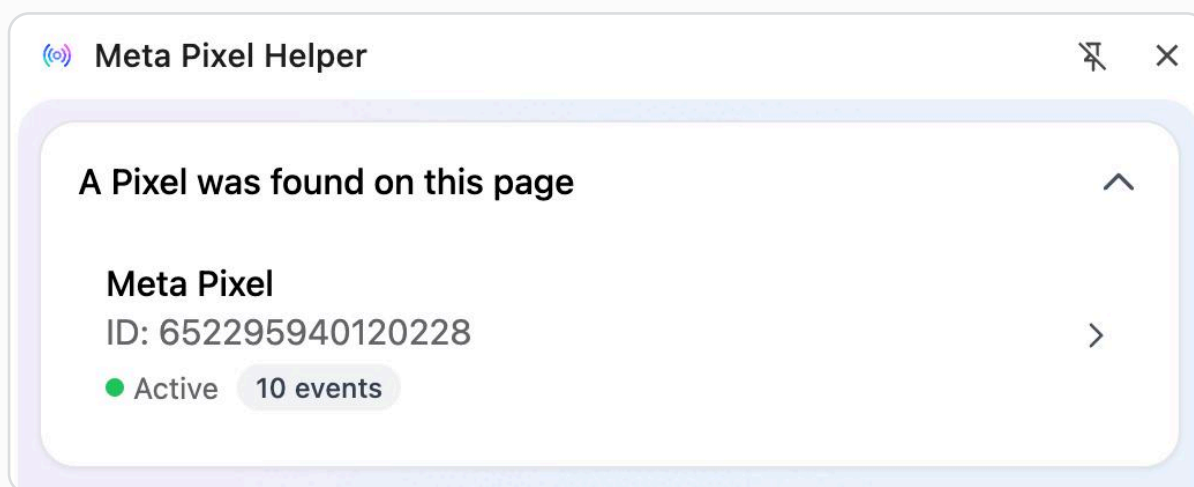 Meta Pixel Helper
A Pixel was found on this page
Meta Pixel
ID: 652295940120228
Active 10 events